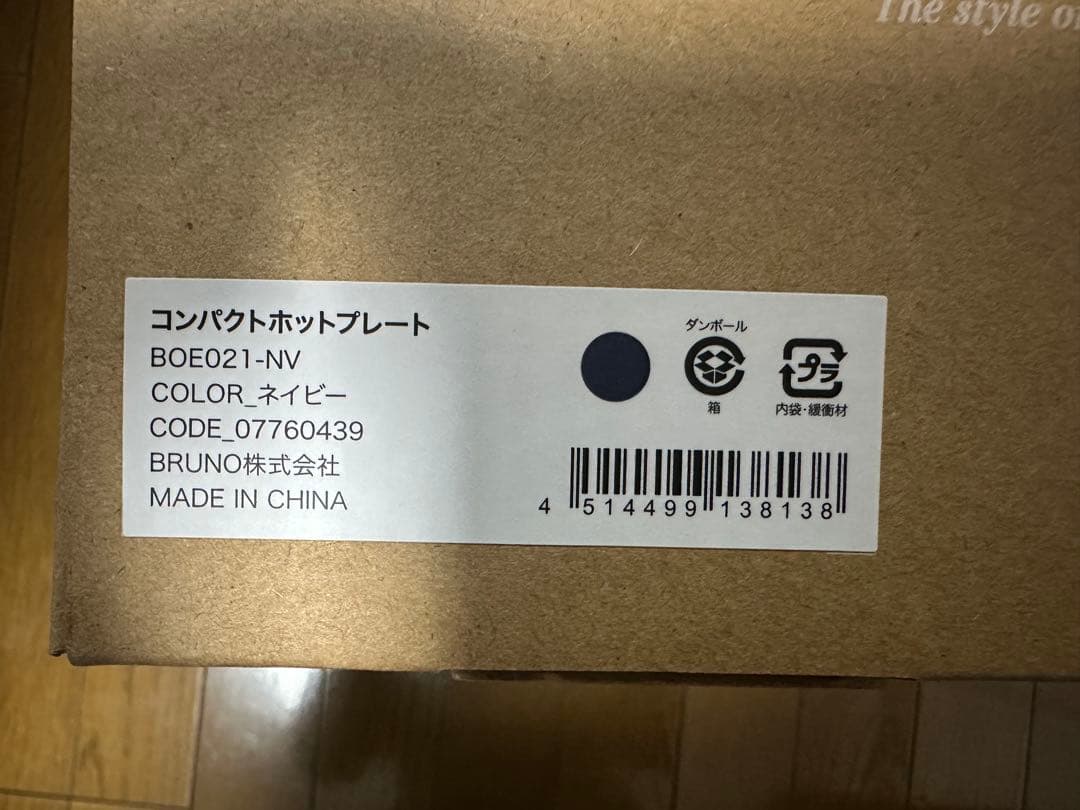 The style o
コンパクトホットプレート
BOE021-NV
COLOR_ネイビー
CODE_07760439
BRUNO株式会社
MADE IN CHINA
ダンボール
箱
プラ
内袋・緩衝材
4 514499 138138